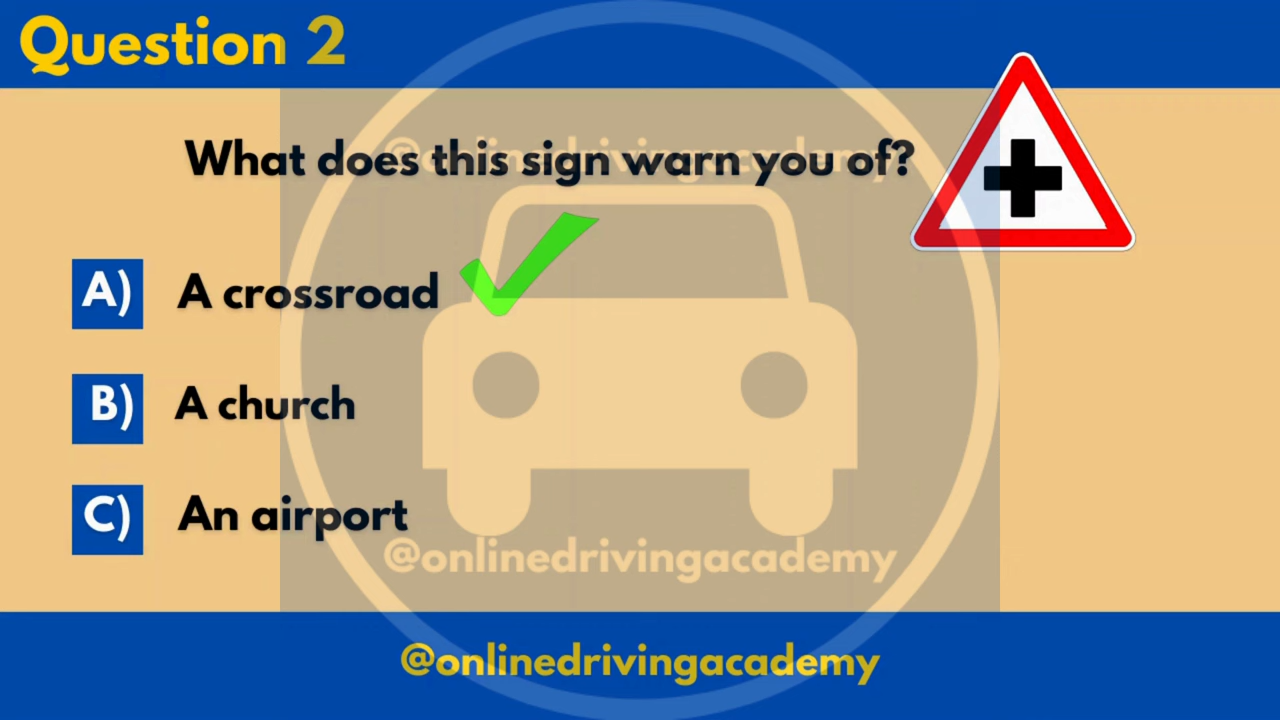 Question 2
@onlinedrivingacademy
What does this sign warn you of?
A) A crossroad
B) A church
C) An airport
@onlinedrivingacademy
@onlinedrivingacademy